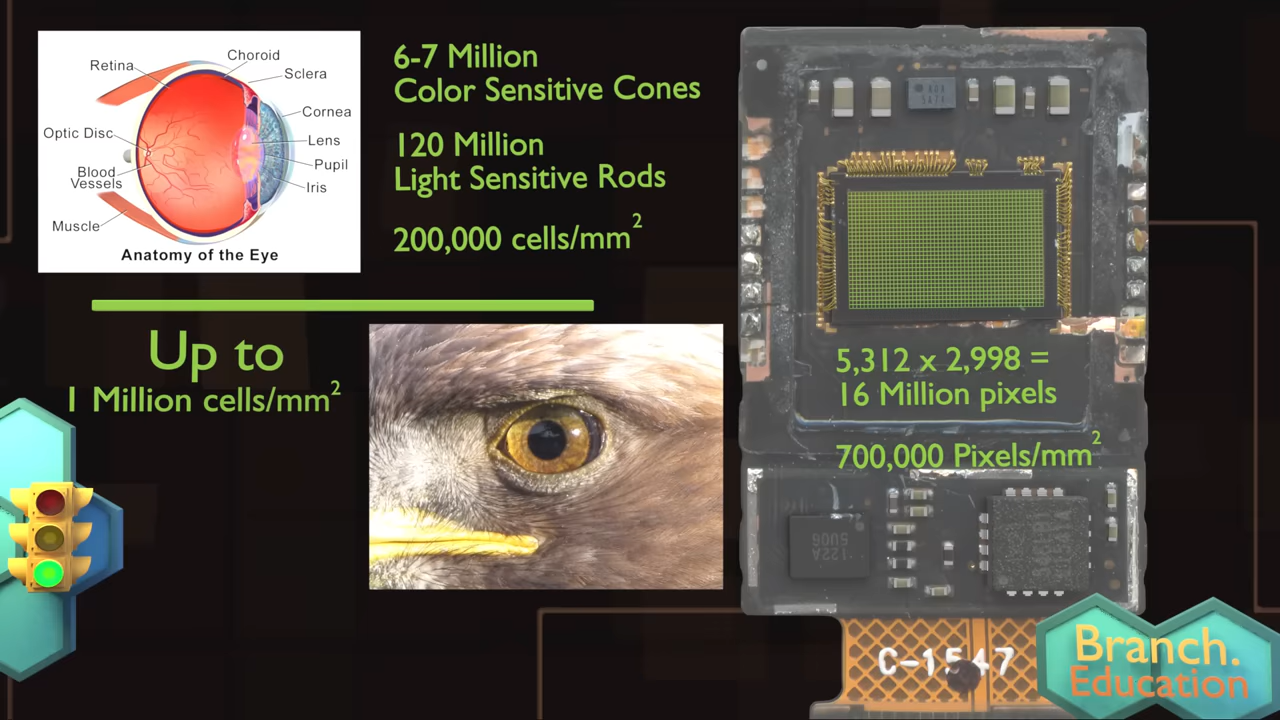 Choroid
Retina
Sclera
Cornea
Optic Disc
Lens
Pupil
Blood
Vessels
Iris
Muscle
Anatomy of the Eye
6-7 Million
Color Sensitive Cones
120 Million
Light Sensitive Rods
200,000 cells/mm²
Up to
1 Million cells/mm²
5,312 x 2,998 =
16 Million pixels
700,000 Pixels/mm²
C-1547
Branch.
Education